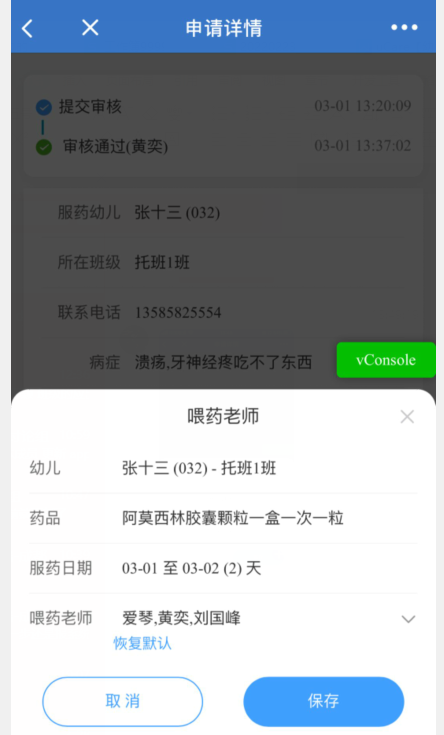 申请详情
提交审核 03-01 13:20:09
审核通过(黄奕) 03-01 13:37:02
服药幼儿 张十三 (032)
所在班级 托班1班
联系电话 13585825554
病症 溃疡,牙神经疼吃不了东西
vConsole
喂药老师
幼儿 张十三 (032) - 托班1班
药品 阿莫西林胶囊颗粒一盒一次一粒
服药日期 03-01 至 03-02 (2) 天
喂药老师 爱琴,黄奕,刘国峰
恢复默认
取消 保存